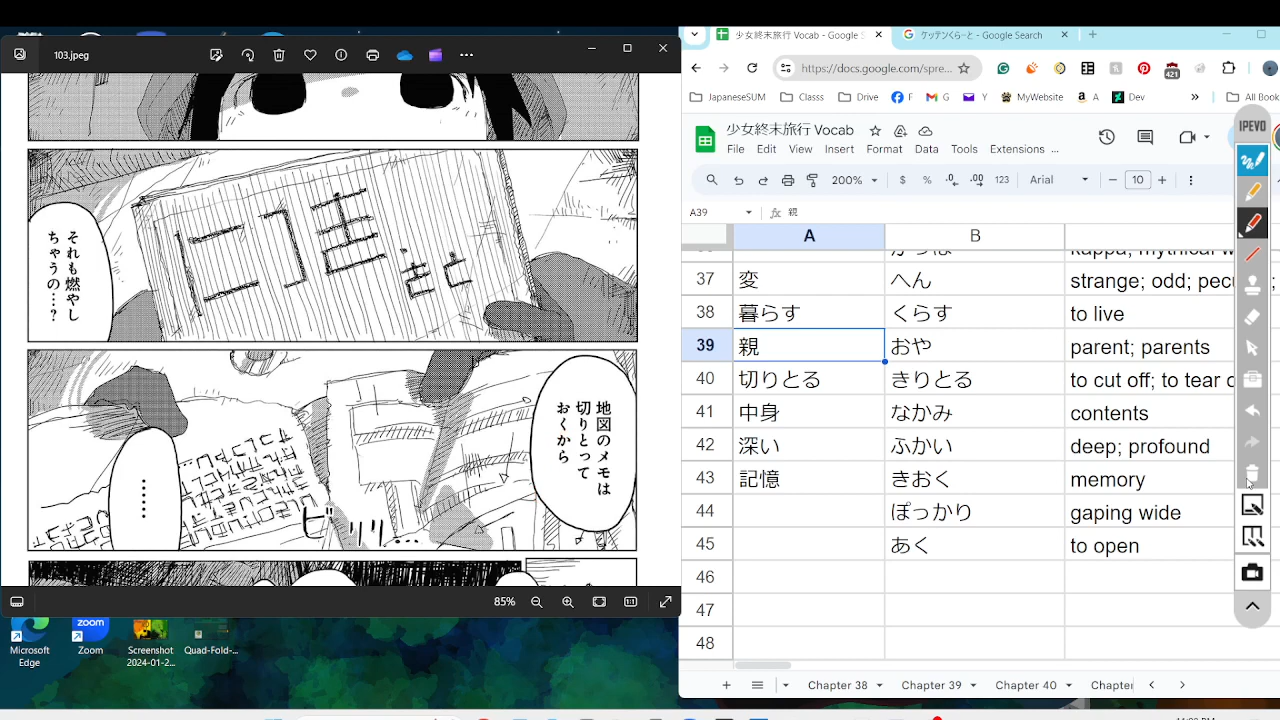 103.jpeg
それも燃やし
ちゃうの…？
地図のメモは
切りとって
おくから
………
ビリリ…
85%
Microsoft
Edge
Zoom
Screenshot
2024-01-2...
Quad-Fold-...
少女終末旅行 Vocab - Google S
ケッテンくらーと - Google Search
https://docs.google.com/spre...
421
JapaneseSUM
Classs
Drive
F
G
Y
MyWebsite
A
Dev
All Book
少女終末旅行 Vocab
File Edit View Insert Format Data Tools Extensions ...
200% $ % .0 .00 123 Arial 10
A39 fx 親
A B
37 変 へん
38 暮らす くらす to live
39 親 おや parent; parents
40 切りとる きりとる to cut off; to tear
41 中身 なかみ contents
42 深い ふかい deep; profound
43 記憶 きおく memory
44 ぽっかり gaping wide
45 あく to open
46
47
48
Chapter 38 Chapter 39 Chapter 40 Chapter
IPEVO